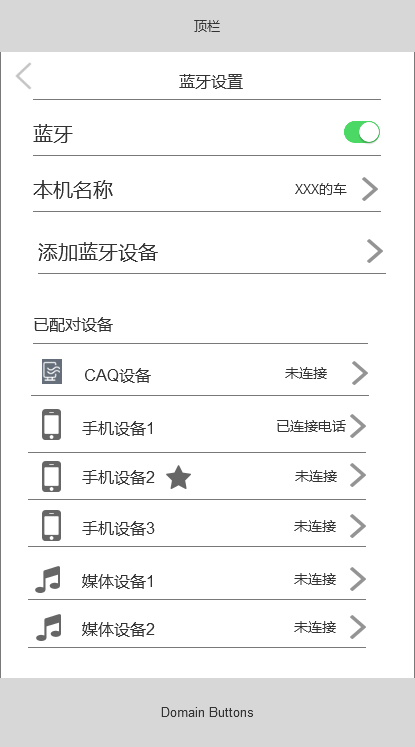 顶栏
蓝牙设置
蓝牙
本机名称 XXX的车
添加蓝牙设备
已配对设备
CAQ设备 未连接
手机设备1 已连接电话
手机设备2 未连接
手机设备3 未连接
媒体设备1 未连接
媒体设备2 未连接
Domain Buttons